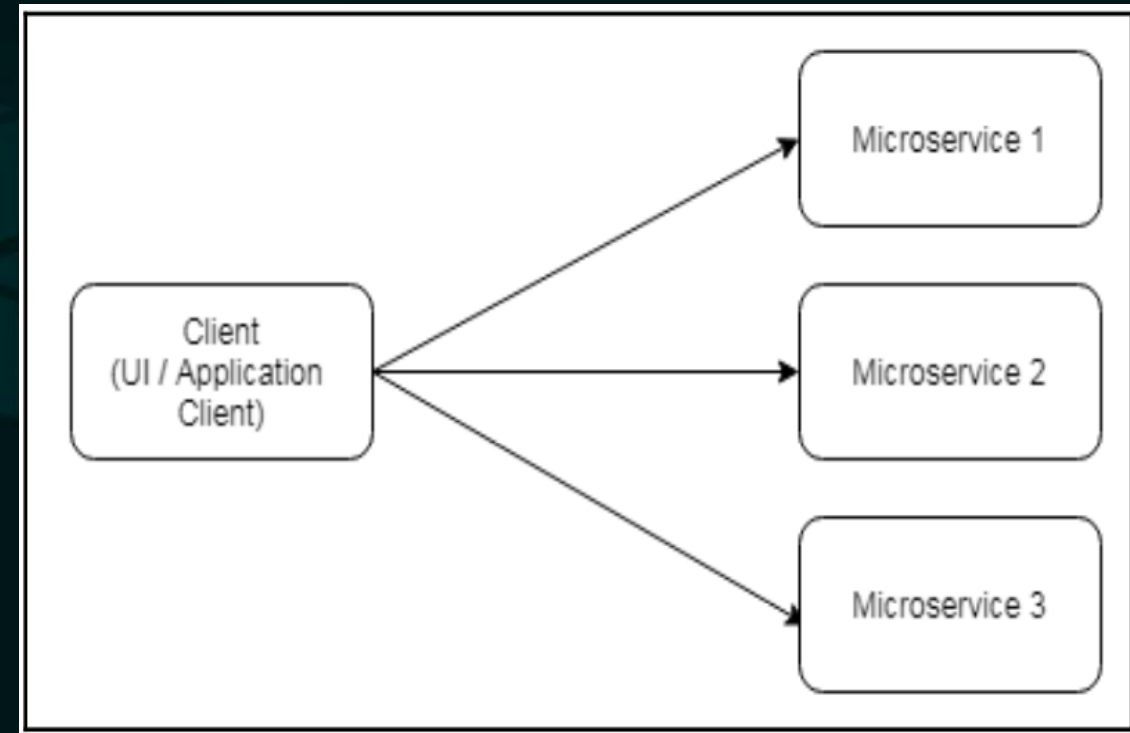 Microservice 1
Client
(UI / Application
Client)
Microservice 2
Microservice 3